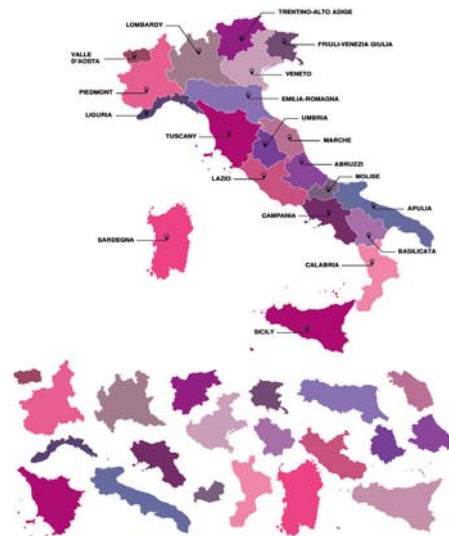 TRENTINO-ALTO ADIGE
LOMBARDY
FRIULI-VENEZIA GIULIA
VALLE
D'AOSTA
VENETO
PIEDMONT
EMILIA-ROMAGNA
LIGURIA
UMBRIA
TUSCANY
MARCHE
ABRUZZI
LAZIO
MOLISE
APULIA
CAMPANIA
SARDEGNA
BASILICATA
CALABRIA
SICILY